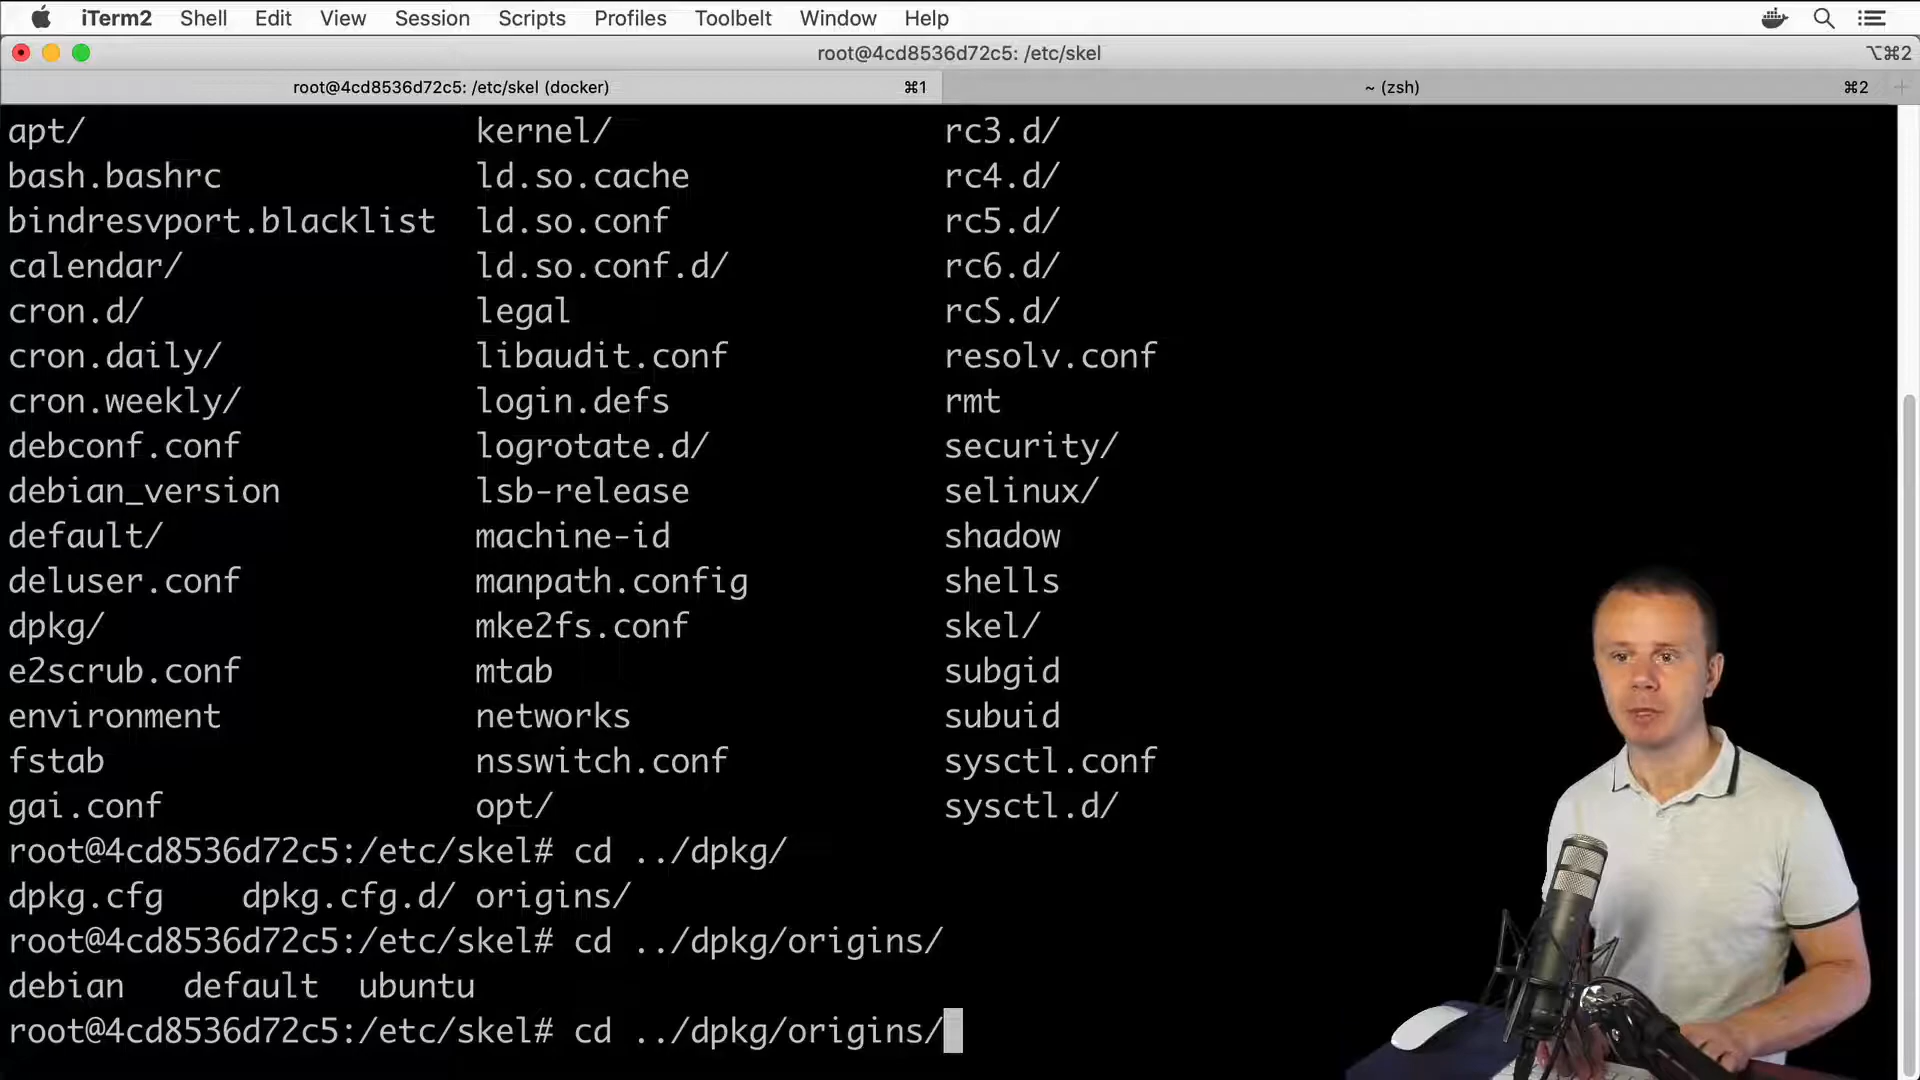 iTerm2 Shell Edit View Session Scripts Profiles Toolbelt Window Help
root@4cd8536d72c5: /etc/skel ⌥⌘2
root@4cd8536d72c5: /etc/skel (docker) ⌘1 ~ (zsh) ⌘2 +
apt/ kernel/ rc3.d/
bash.bashrc ld.so.cache rc4.d/
bindresvport.blacklist ld.so.conf rc5.d/
calendar/ ld.so.conf.d/ rc6.d/
cron.d/ legal rcS.d/
cron.daily/ libaudit.conf resolv.conf
cron.weekly/ login.defs rmt
debconf.conf logrotate.d/ security/
debian_version lsb-release selinux/
default/ machine-id shadow
deluser.conf manpath.config shells
dpkg/ mke2fs.conf skel/
e2scrub.conf mtab subgid
environment networks subuid
fstab nsswitch.conf sysctl.conf
gai.conf opt/ sysctl.d/
root@4cd8536d72c5:/etc/skel# cd ../dpkg/
dpkg.cfg dpkg.cfg.d/ origins/
root@4cd8536d72c5:/etc/skel# cd ../dpkg/origins/
debian default ubuntu
root@4cd8536d72c5:/etc/skel# cd ../dpkg/origins/